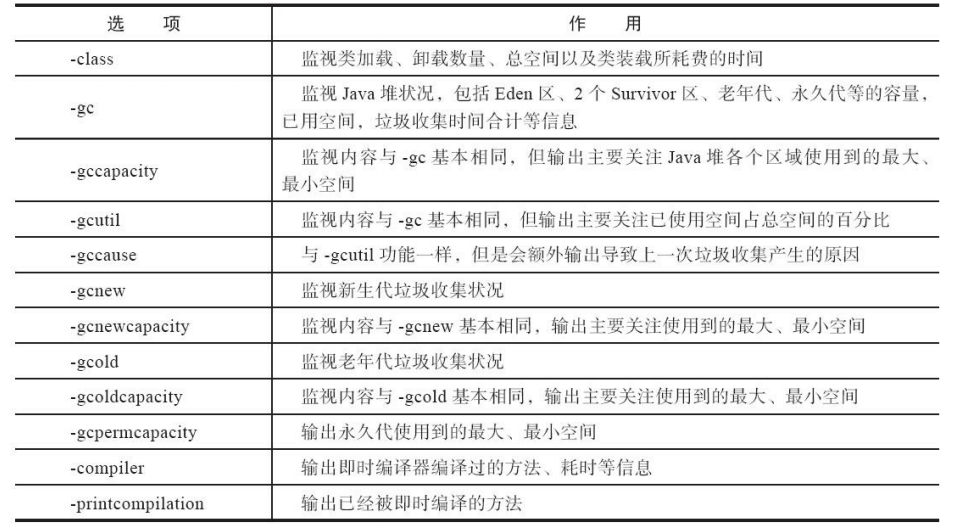 选 项 作 用
-class 监视类加载、卸载数量、总空间以及类装载所耗费的时间
-gc 监视 Java 堆状况，包括 Eden 区、2 个 Survivor 区、老年代、永久代等的容量，
已用空间，垃圾收集时间合计等信息
-gccapacity 监视内容与 -gc 基本相同，但输出主要关注 Java 堆各个区域使用到的最大、
最小空间
-gcutil 监视内容与 -gc 基本相同，但输出主要关注已使用空间占总空间的百分比
-gccause 与 -gcutil 功能一样，但是会额外输出导致上一次垃圾收集产生的原因
-gcnew 监视新生代垃圾收集状况
-gcnewcapacity 监视内容与 -gcnew 基本相同，输出主要关注使用到的最大、最小空间
-gcold 监视老年代垃圾收集状况
-gcoldcapacity 监视内容与 -gcold 基本相同，输出主要关注使用到的最大、最小空间
-gcpermcapacity 输出永久代使用到的最大、最小空间
-compiler 输出即时编译器编译过的方法、耗时等信息
-printcompilation 输出已经被即时编译的方法